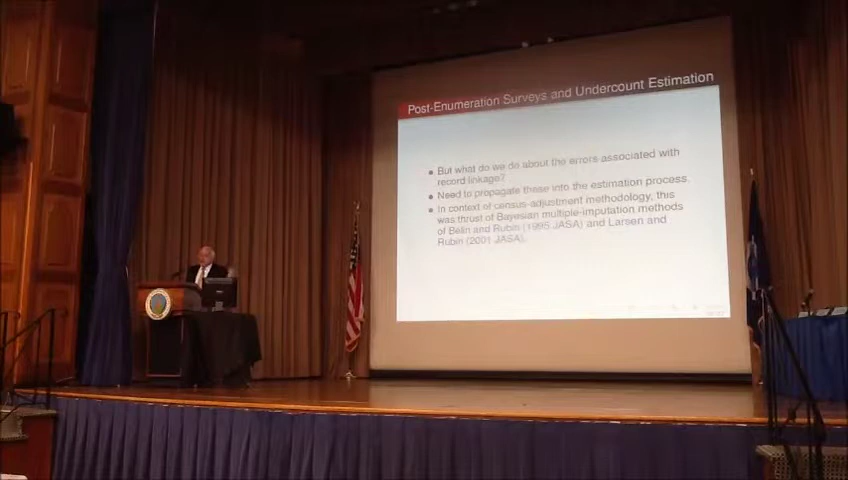 Post-Enumeration Surveys and Undercount Estimation
But what do we do about the errors associated with
record linkage?
Need to propagate these into the estimation process.
In context of census-adjustment methodology, this
was thrust of Bayesian multiple-imputation methods
of Belin and Rubin (1995 JASA) and Larsen and
Rubin (2001 JASA).